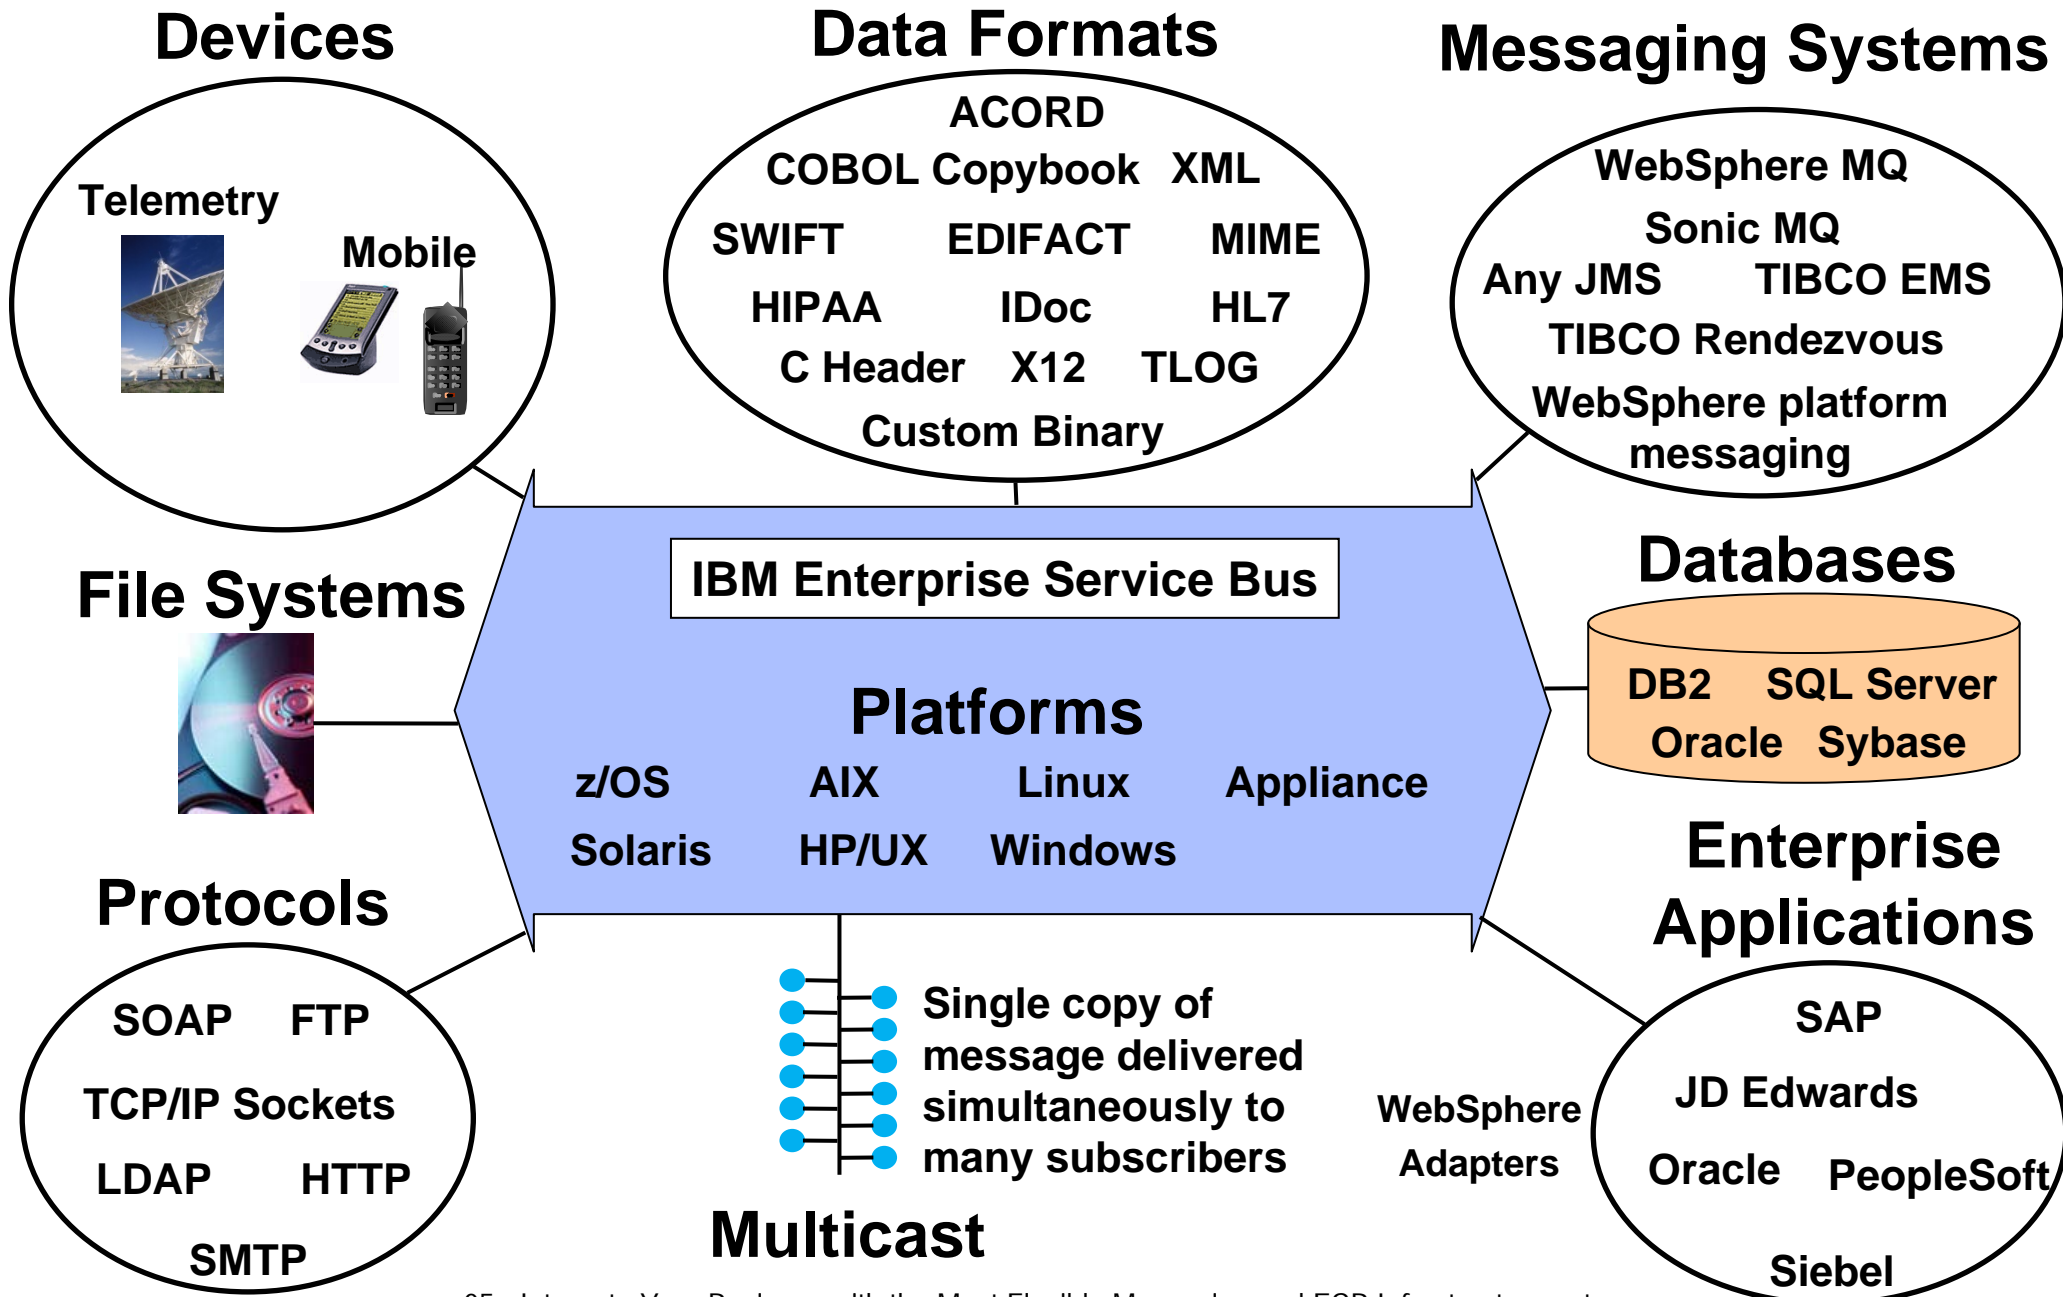 Devices
Data Formats
Messaging Systems
Telemetry
Mobile
ACORD
COBOL Copybook XML
SWIFT EDIFACT MIME
HIPAA IDoc HL7
C Header X12 TLOG
Custom Binary
WebSphere MQ
Sonic MQ
Any JMS TIBCO EMS
TIBCO Rendezvous
WebSphere platform
messaging
IBM Enterprise Service Bus
File Systems
Databases
DB2 SQL Server
Oracle Sybase
Platforms
z/OS AIX Linux Appliance
Solaris HP/UX Windows
Protocols
SOAP FTP
TCP/IP Sockets
LDAP HTTP
SMTP
Single copy of
message delivered
simultaneously to
many subscribers
Multicast
Enterprise
Applications
WebSphere
Adapters
SAP
JD Edwards
Oracle PeopleSoft
Siebel